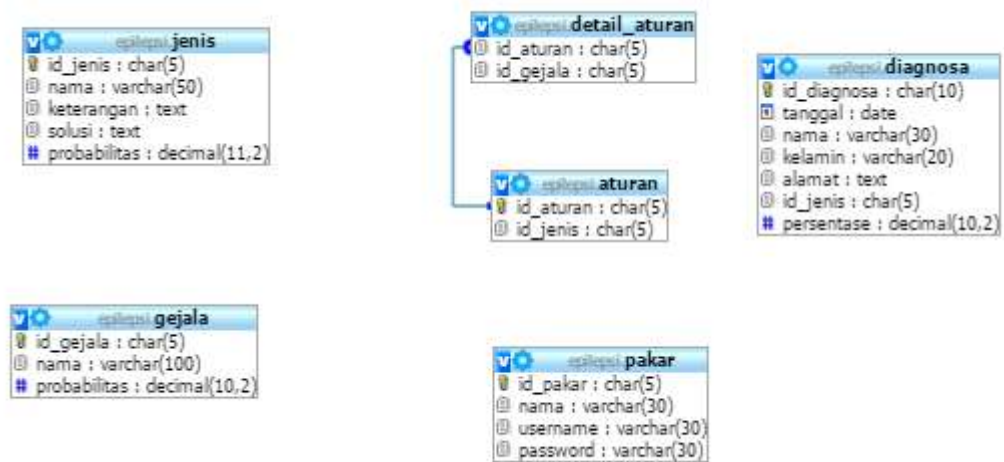 epilepsi.jenis
id_jenis : char(5)
nama : varchar(50)
keterangan : text
solusi : text
# probabilitas : decimal(11,2)
epilepsi.detail_aturan
id_aturan : char(5)
id_gejala : char(5)
epilepsi.diagnosa
id_diagnosa : char(10)
tanggal : date
nama : varchar(30)
kelamin : varchar(20)
alamat : text
id_jenis : char(5)
# persentase : decimal(10,2)
epilepsi.aturan
id_aturan : char(5)
id_jenis : char(5)
epilepsi.gejala
id_gejala : char(5)
nama : varchar(100)
# probabilitas : decimal(10,2)
epilepsi.pakar
id_pakar : char(5)
nama : varchar(30)
username : varchar(30)
password : varchar(30)